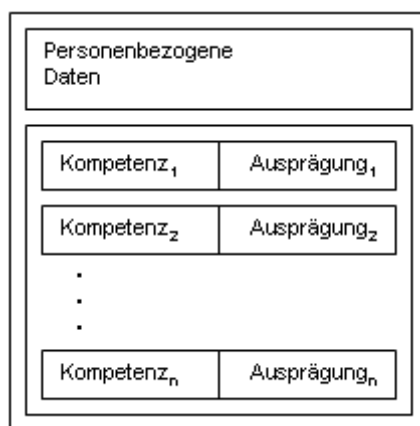 Personenbezogene
Daten
Kompetenz₁ Ausprägung₁
Kompetenz₂ Ausprägung₂
.
.
.
Kompetenzₙ Ausprägungₙ